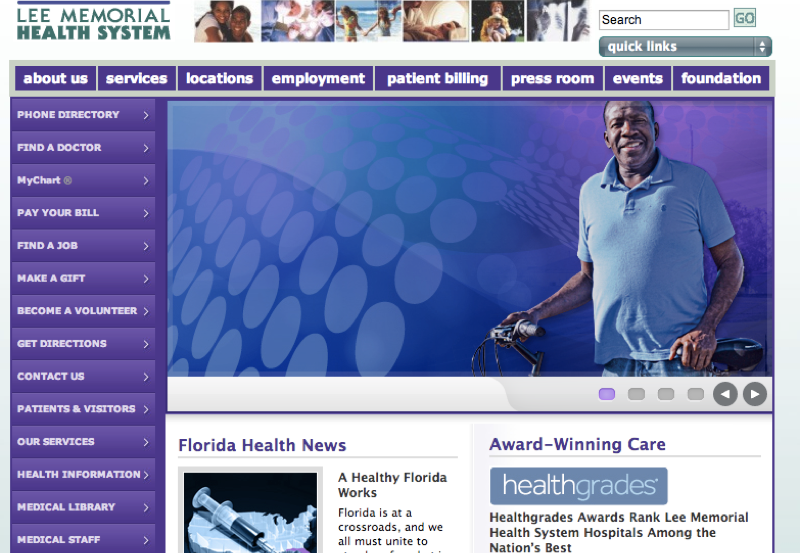 LEE MEMORIAL
HEALTH SYSTEM
Search
GO
quick links
about us
services
locations
employment
patient billing
press room
events
foundation
PHONE DIRECTORY
FIND A DOCTOR
MyChart ®
PAY YOUR BILL
FIND A JOB
MAKE A GIFT
BECOME A VOLUNTEER
GET DIRECTIONS
CONTACT US
PATIENTS & VISITORS
OUR SERVICES
HEALTH INFORMATION
MEDICAL LIBRARY
MEDICAL STAFF
Florida Health News
A Healthy Florida
Works
Florida is at a
crossroads, and we
all must unite to
Award-Winning Care
healthgrades
Healthgrades Awards Rank Lee Memorial
Health System Hospitals Among the
Nation's Best